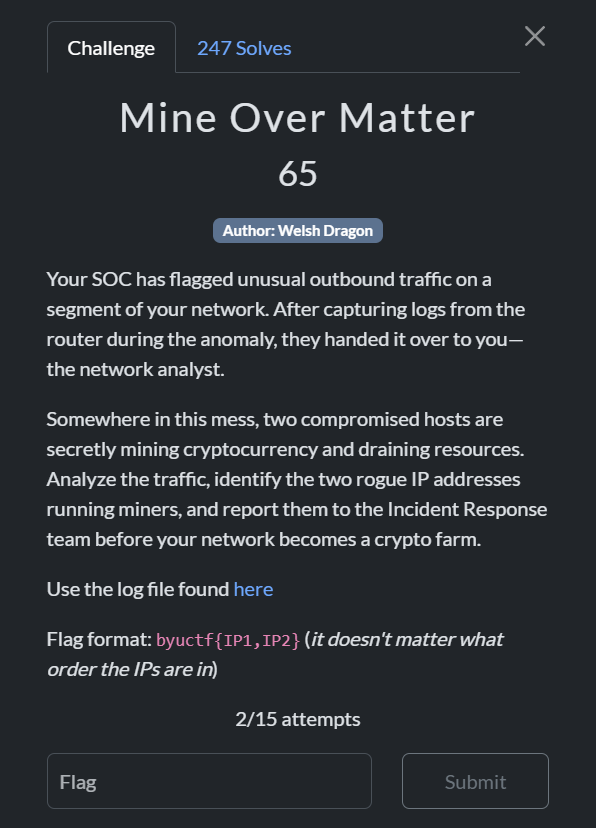 Challenge
247 Solves
Mine Over Matter
65
Author: Welsh Dragon
Your SOC has flagged unusual outbound traffic on a
segment of your network. After capturing logs from the
router during the anomaly, they handed it over to you—
the network analyst.
Somewhere in this mess, two compromised hosts are
secretly mining cryptocurrency and draining resources.
Analyze the traffic, identify the two rogue IP addresses
running miners, and report them to the Incident Response
team before your network becomes a crypto farm.
Use the log file found here
Flag format: byuctf{IP1,IP2} (it doesn't matter what
order the IPs are in)
2/15 attempts
Flag
Submit